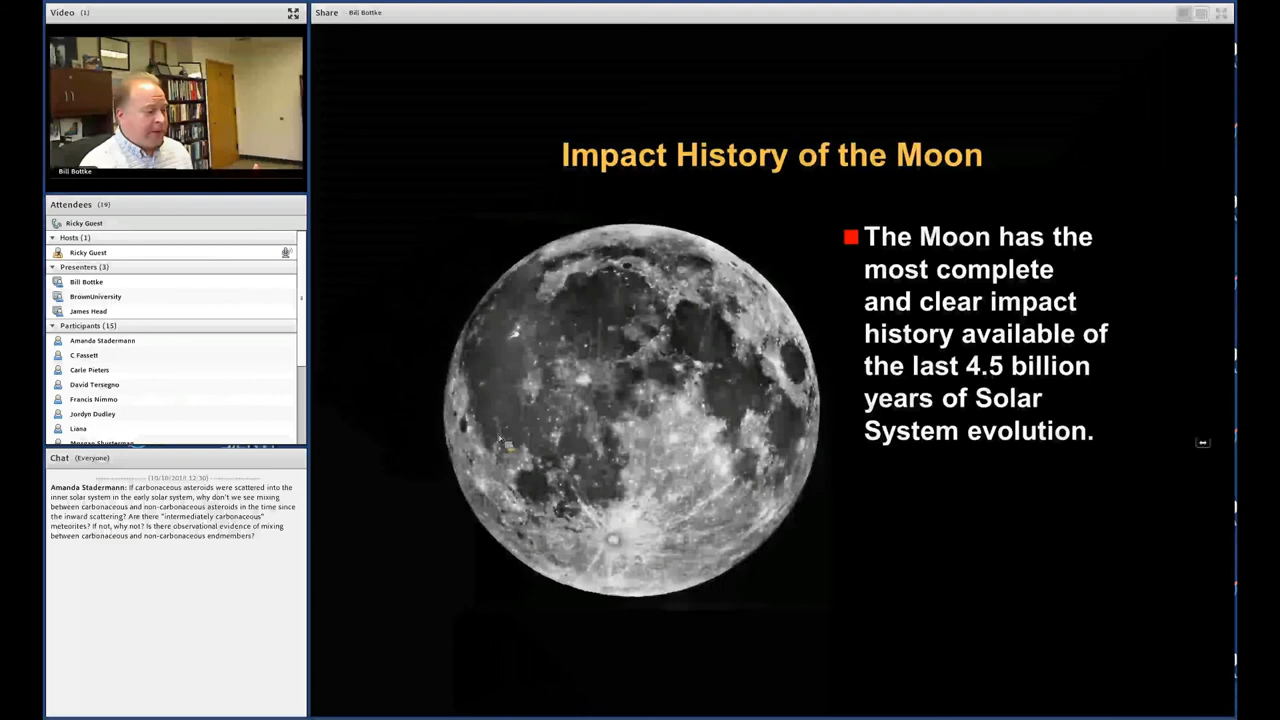 Video (1)
Bill Bottke
Attendees (19)
Ricky Guest
Hosts (1)
Ricky Guest
Presenters (3)
Bill Bottke
BrownUniversity
James Head
Participants (15)
Amanda Stadermann
C Fassett
Carle Pieters
David Tersegno
Francis Nimmo
Jordyn Dudley
Liana
Chat (Everyone)
(10/10/2018 12:30)
Amanda Stadermann: If carbonaceous asteroids were scattered into the
inner solar system in the early solar system, why don't we see mixing
between carbonaceous and non-carbonaceous asteroids in the time since
the inward scattering? Are there "intermediately carbonaceous"
meteorites? If not, why not? Is there observational evidence of mixing
between carbonaceous and non-carbonaceous endmembers?
Share - Bill Bottke
Impact History of the Moon
The Moon has the
most complete
and clear impact
history available of
the last 4.5 billion
years of Solar
System evolution.